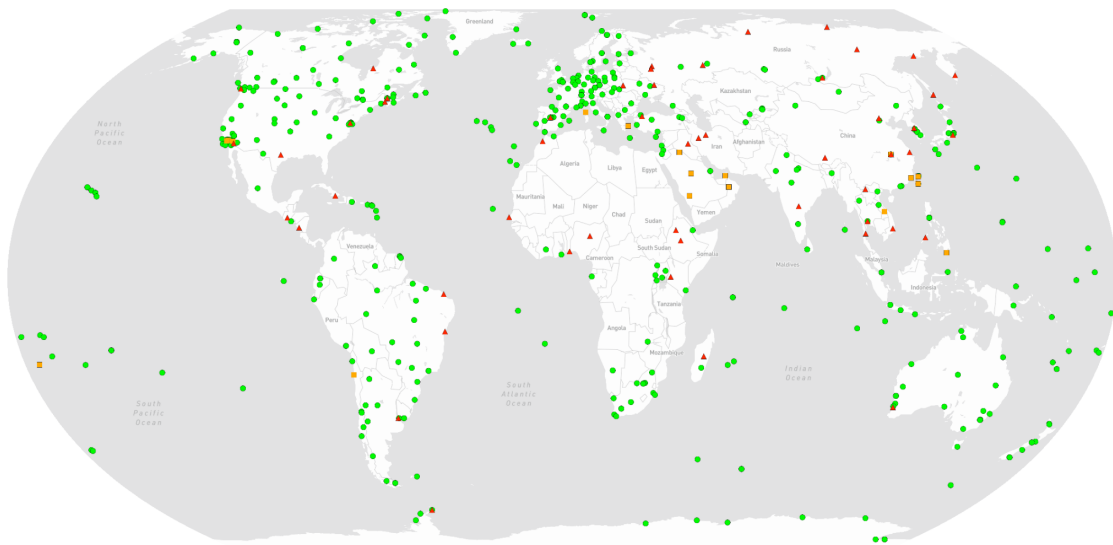 Greenland
Russia
North
Pacific
Ocean
Kazakhstan
China
Iran
Afghanistan
Algeria
Libya
Egypt
Mauritania
Mali
Niger
Chad
Sudan
Yemen
Venezuela
South Sudan
Somalia
Cameroon
Maldives
Malaysia
Indonesia
Peru
Tanzania
Angola
Mozambique
South
Pacific
Ocean
South
Atlantic
Ocean
Indian
Ocean